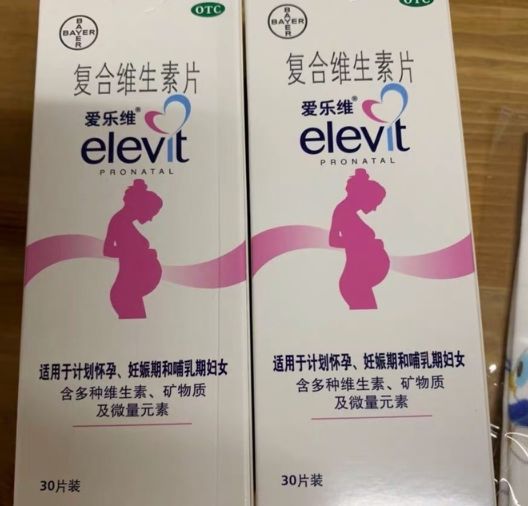 BAYER
BAYER
OTC
复合维生素片
爱乐维®
elevit
PRONATAL
适用于计划怀孕、妊娠期和哺乳期妇女
含多种维生素、矿物质
及微量元素
30片装
BAYER
BAYER
OTC
复合维生素片
爱乐维®
elevit
PRONATAL
适用于计划怀孕、妊娠期和哺乳期妇女
含多种维生素、矿物质
及微量元素
30片装